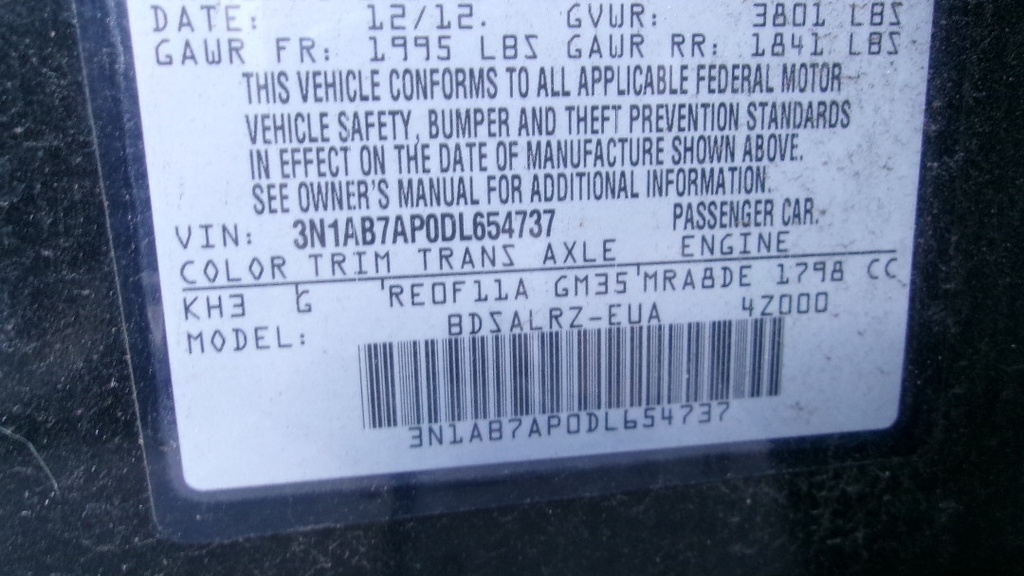 DATE: 12/12. GVWR: 3801 LBS
GAWR FR: 1995 LBS GAWR RR: 1841 LBS
THIS VEHICLE CONFORMS TO ALL APPLICABLE FEDERAL MOTOR
VEHICLE SAFETY, BUMPER AND THEFT PREVENTION STANDARDS
IN EFFECT ON THE DATE OF MANUFACTURE SHOWN ABOVE.
SEE OWNER'S MANUAL FOR ADDITIONAL INFORMATION.
VIN: 3N1AB7AP0DL654737 PASSENGER CAR.
COLOR TRIM TRANS AXLE ENGINE
KH3 G RE0F11A GM35 MRA8DE 1798 CC
MODEL: BDSALRZ-EUA 4Z000
3N1AB7AP0DL654737